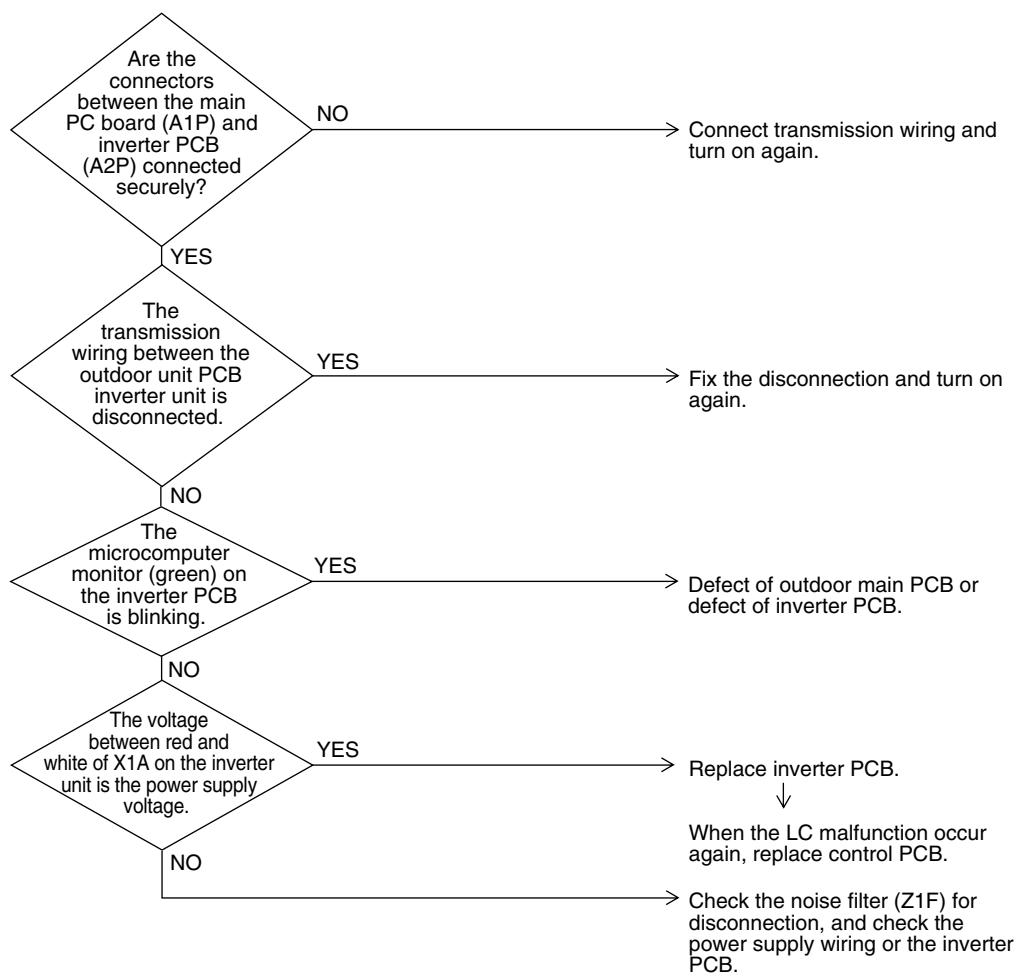 Are the
connectors
between the main
PC board (A1P) and
inverter PCB
(A2P) connected
securely?
NO
Connect transmission wiring and
turn on again.
YES
The
transmission
wiring between the
outdoor unit PCB
inverter unit is
disconnected.
YES
Fix the disconnection and turn on
again.
NO
The
microcomputer
monitor (green) on
the inverter PCB
is blinking.
YES
Defect of outdoor main PCB or
defect of inverter PCB.
NO
The voltage
between red and
white of X1A on the inverter
unit is the power supply
voltage.
YES
Replace inverter PCB.
When the LC malfunction occur
again, replace control PCB.
NO
Check the noise filter (Z1F) for
disconnection, and check the
power supply wiring or the inverter
PCB.